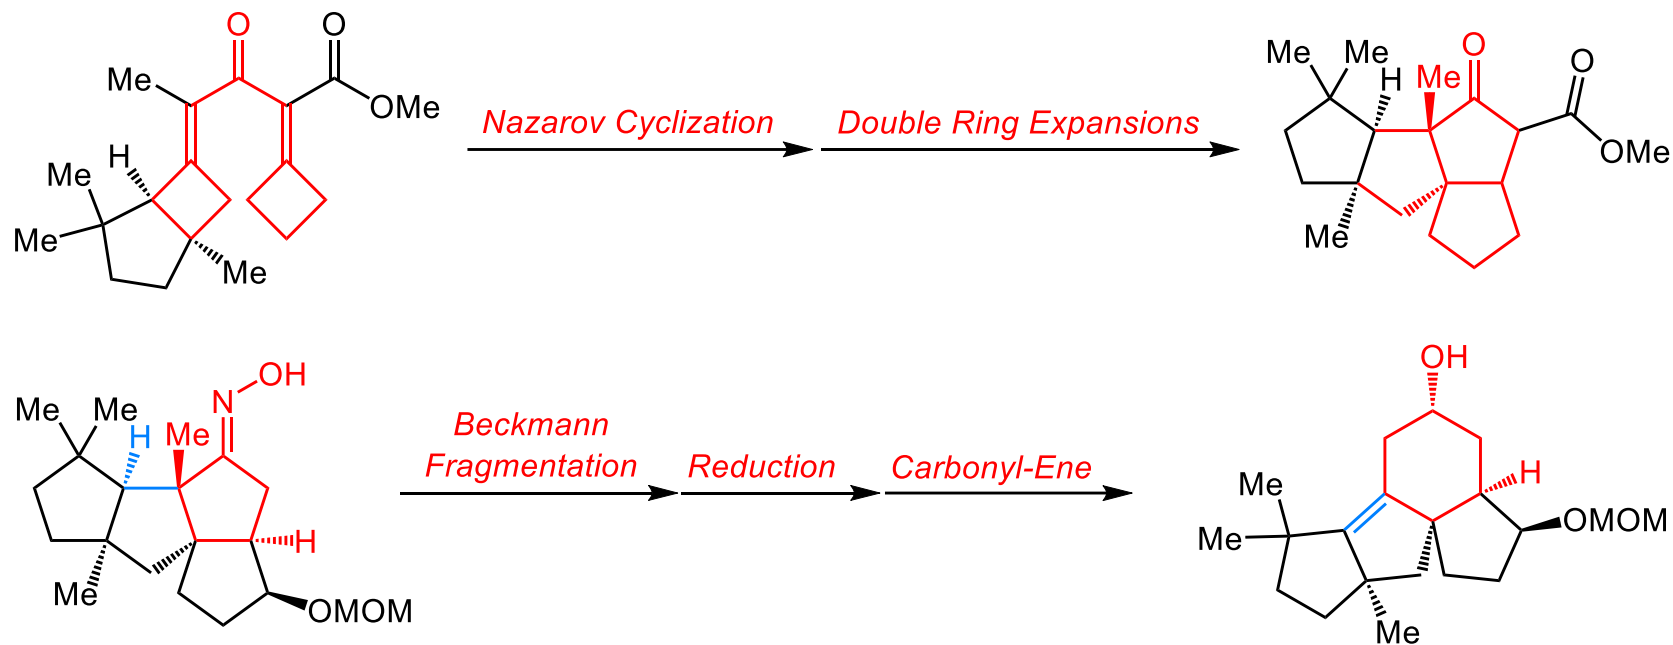 O
O
Me
OMe
H
Me
Me
Me
Nazarov Cyclization
Double Ring Expansions
Me
Me
H
Me
O
O
OMe
Me
N
OH
Me
Me
H
Me
H
Me
OMOM
Beckmann
Fragmentation
Reduction
Carbonyl-Ene
OH
Me
Me
H
OMOM
Me